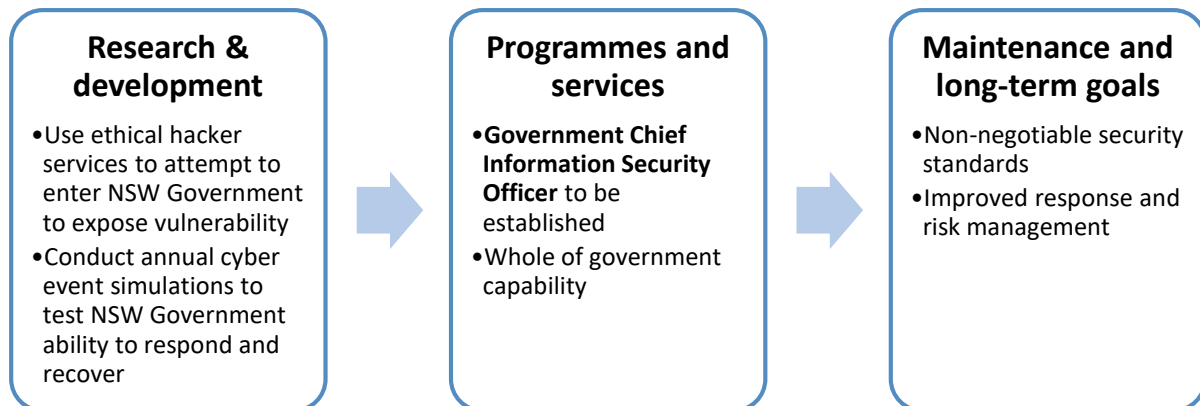 Research &
development
•Use ethical hacker
services to attempt to
enter NSW Government
to expose vulnerability
•Conduct annual cyber
event simulations to
test NSW Government
ability to respond and
recover
Programmes and
services
•Government Chief
Information Security
Officer to be
established
•Whole of government
capability
Maintenance and
long-term goals
•Non-negotiable security
standards
•Improved response and
risk management